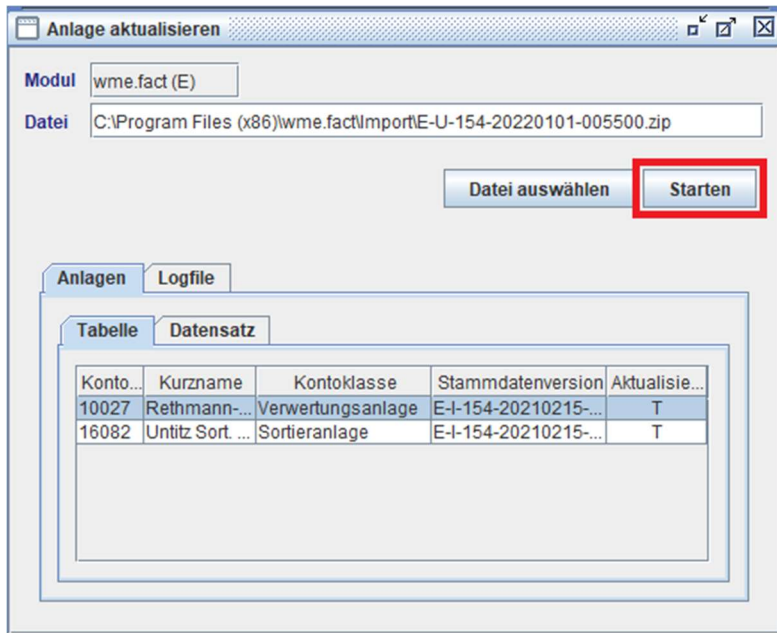 Anlage aktualisieren
Modul wme.fact (E)
Datei C:\Program Files (x86)\wme.fact\Import\E-U-154-20220101-005500.zip
Datei auswählen Starten
Anlagen Logfile
Tabelle Datensatz
Konto... Kurzname Kontoklasse Stammdatenversion Aktualisie...
10027 Rethmann-... Verwertungsanlage E-I-154-20210215-... T
16082 Untitz Sort. ... Sortieranlage E-I-154-20210215-... T